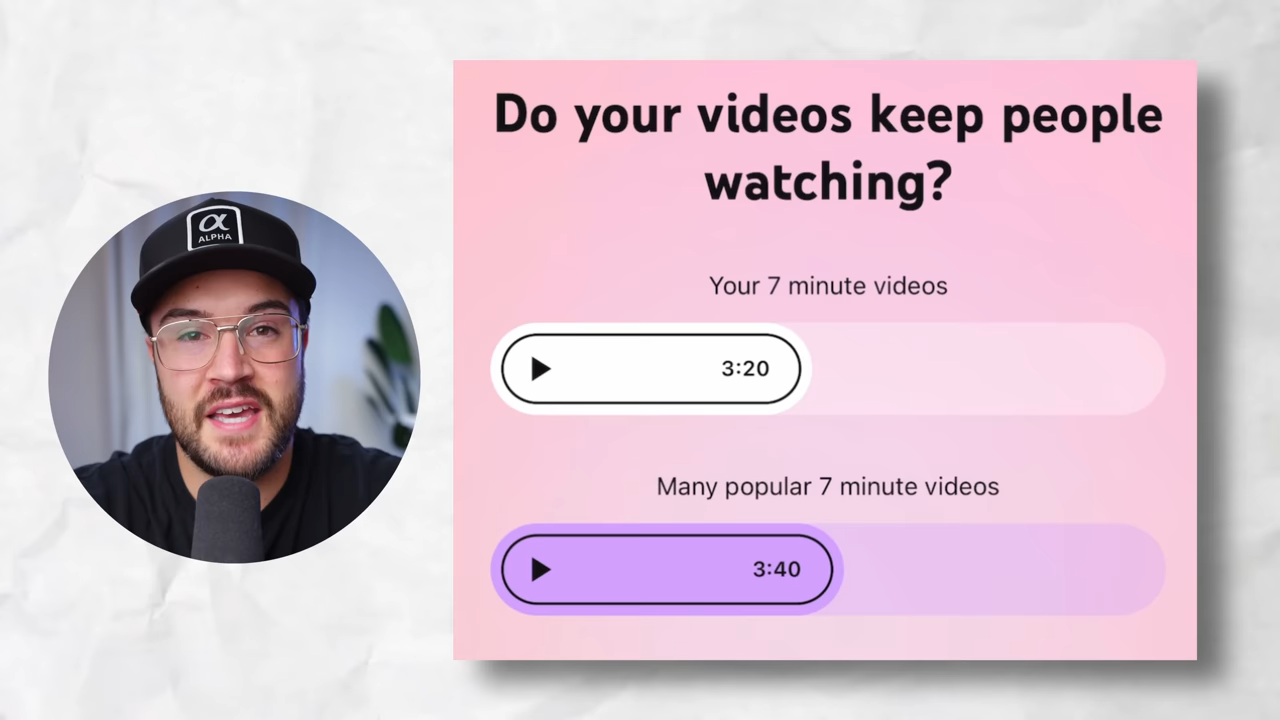 α
ALPHA
Do your videos keep people
watching?
Your 7 minute videos
3:20
Many popular 7 minute videos
3:40